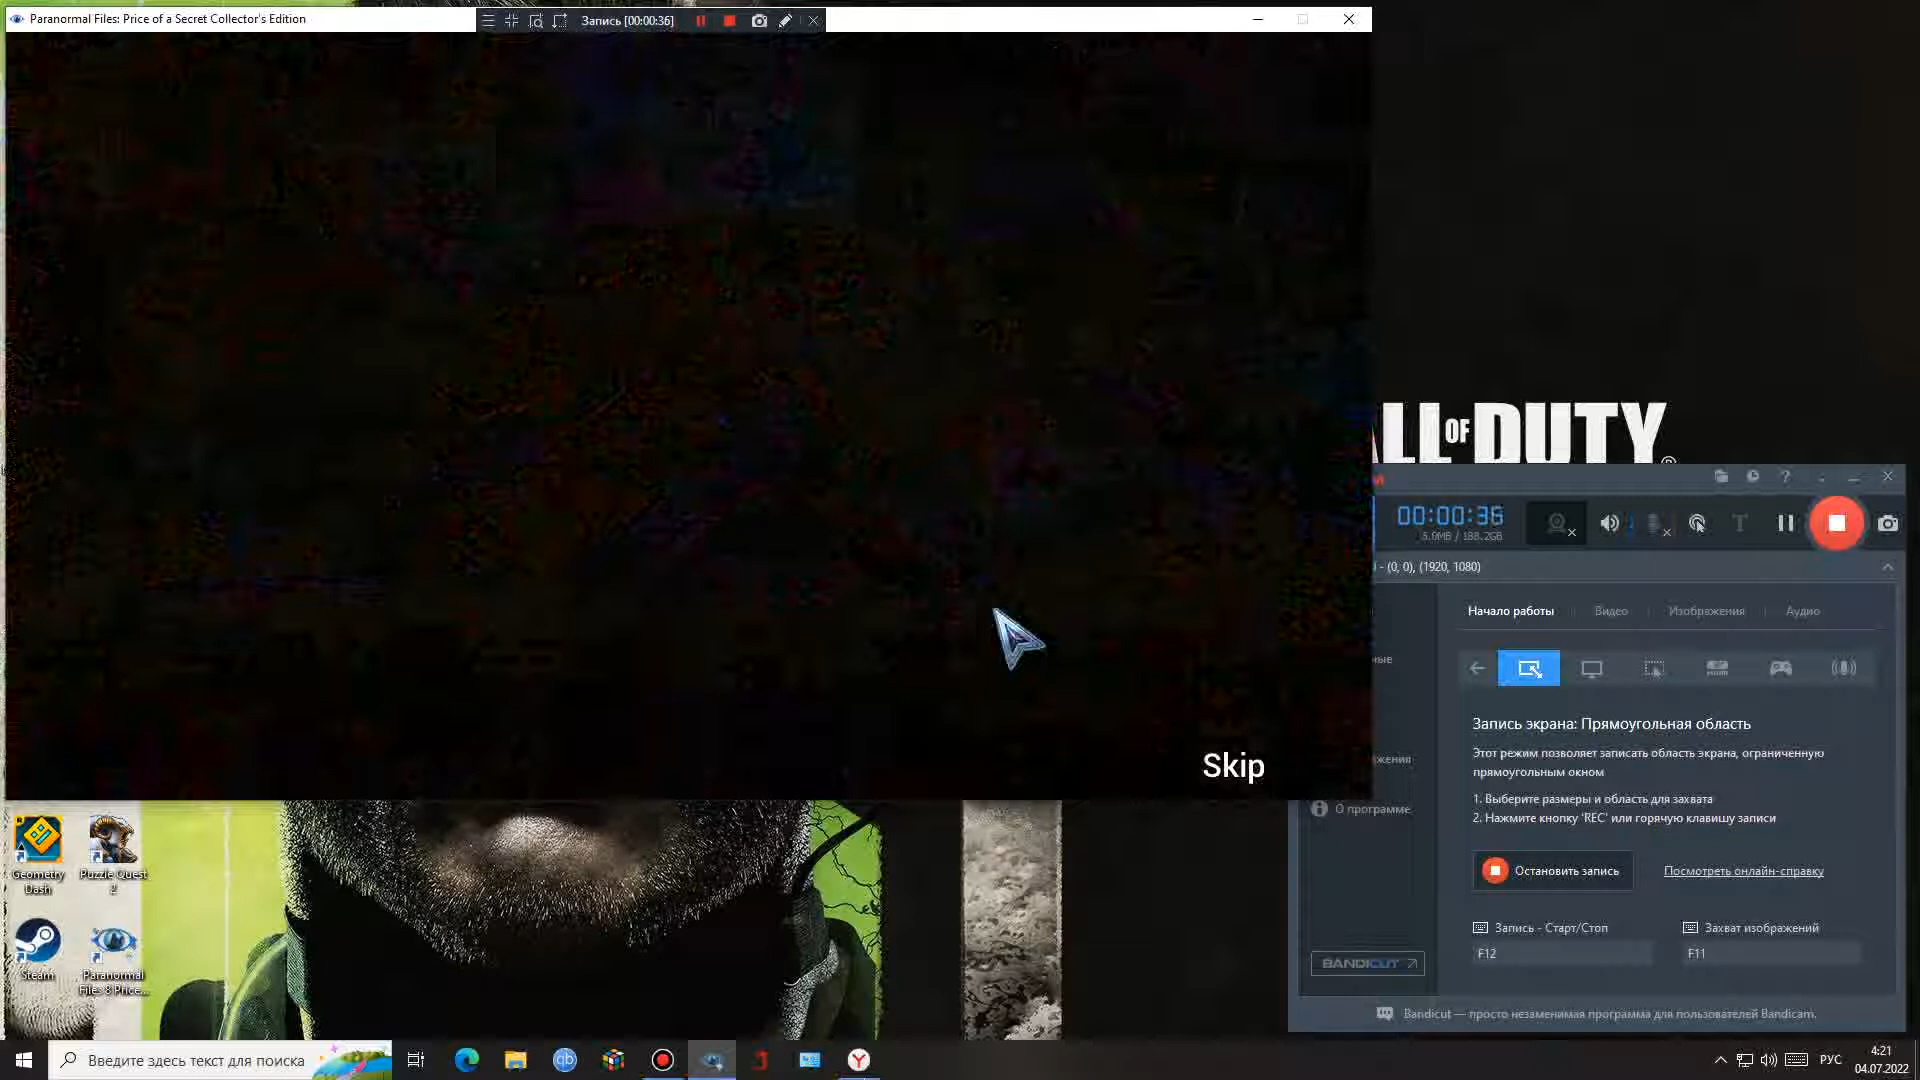 Paranormal Files: Price of a Secret Collector's Edition
Запись [00:00:36]
Skip
ALL OF DUTY
®
00:00:36
5.0MB / 188.2GB
- (0, 0), (1920, 1080)
Начало работы
Видео
Изображения
Аудио
ные
жения
О программе
Запись экрана: Прямоугольная область
Этот режим позволяет записать область экрана, ограниченную
прямоугольным окном
1. Выберите размеры и область для захвата
2. Нажмите кнопку 'REC' или горячую клавишу записи
Остановить запись
Посмотреть онлайн-справку
Запись - Старт/Стоп
Захват изображений
F12
F11
BANDICUT
Bandicut — просто незаменимая программа для пользователей Bandicam.
Geometry
Dash
Puzzle Quest
2
Steam
Paranormal
Files 8 Price...
Введите здесь текст для поиска
РУС
4:21
04.07.2022